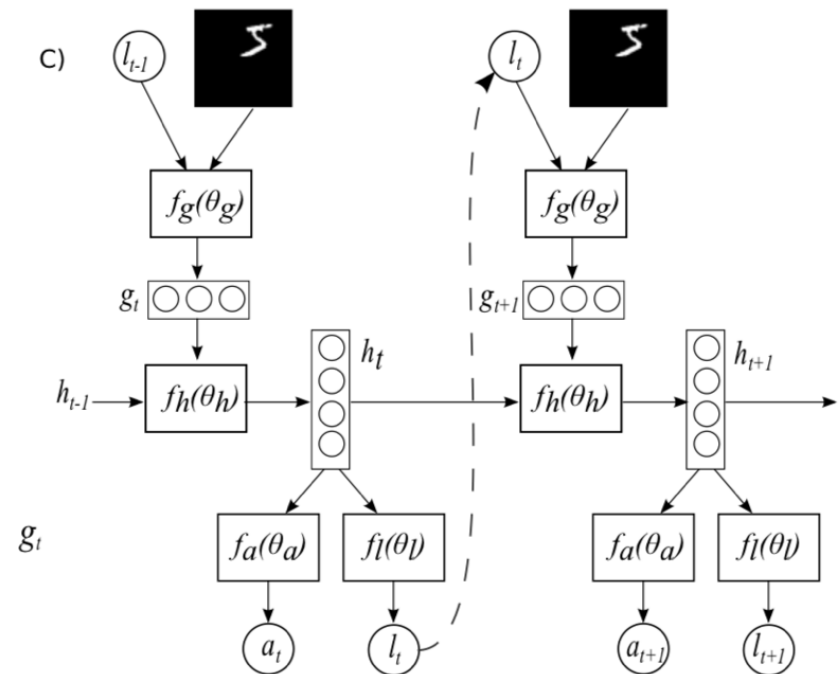 C) l_{t-1} l_t
f_g(θ_g) f_g(θ_g)
g_t g_{t+1}
h_t h_{t+1}
h_{t-1} f_h(θ_h) f_h(θ_h)
g_t f_a(θ_a) f_l(θ_l) f_a(θ_a) f_l(θ_l)
a_t l_t a_{t+1} l_{t+1}